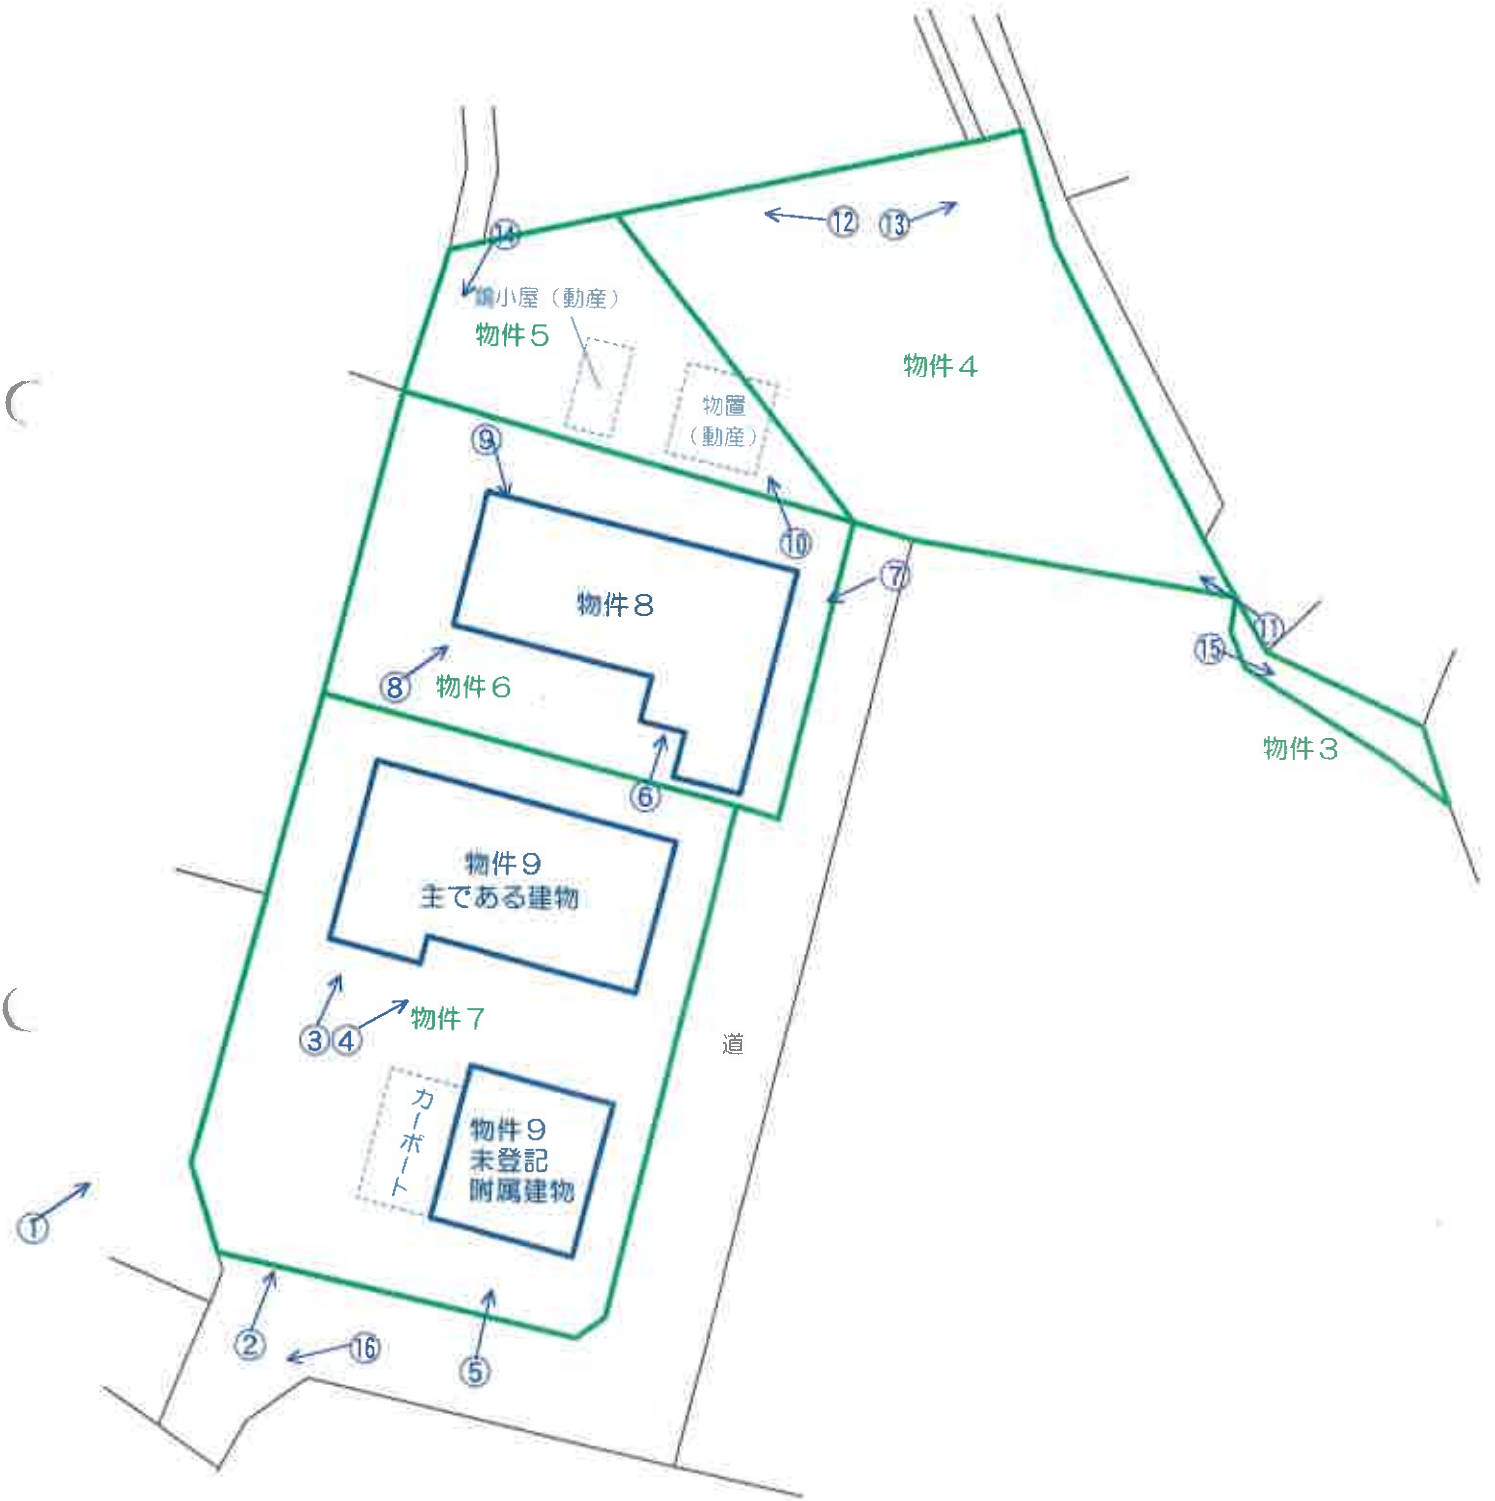 ⑫ ⑬
⑭
小屋（動産）
物件５
物件４
物置
（動産）
⑨
⑩
⑦
物件８
⑪
⑮
⑧ 物件６
物件３
⑥
物件９
主である建物
物件７
③④
道
カーポート
物件９
未登記
附属建物
①
②
⑯
⑤